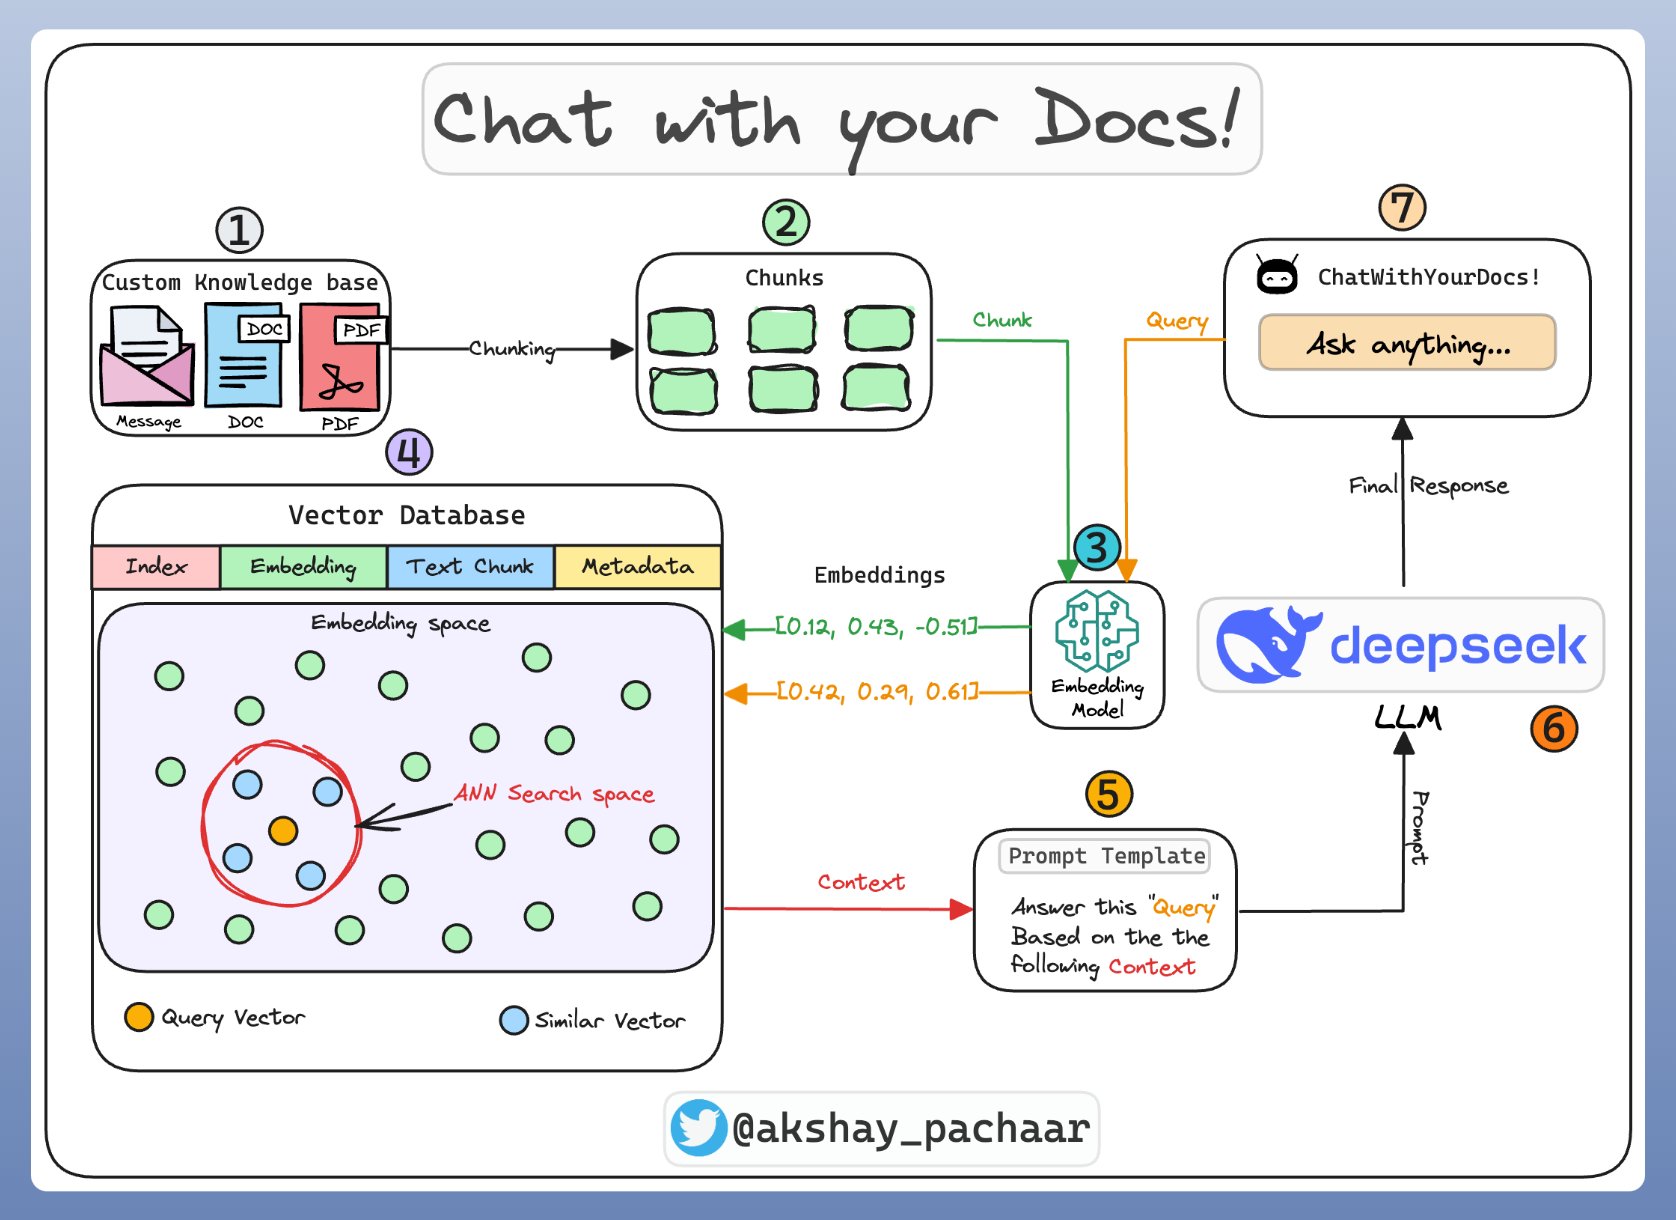 Chat with your Docs!
1
Custom Knowledge base
DOC
PDF
Message
DOC
PDF
Chunking
2
Chunks
Chunk
Query
7
ChatWithYourDocs!
Ask anything...
Final Response
3
Embedding
Model
Embeddings
[0.12, 0.43, -0.51]
[0.42, 0.29, 0.61]
4
Vector Database
Index
Embedding
Text Chunk
Metadata
Embedding space
ANN Search space
Query Vector
Similar Vector
Context
5
Prompt Template
Answer this "Query"
Based on the the
following Context
Prompt
deepseek
LLM
6
@akshay_pachaar